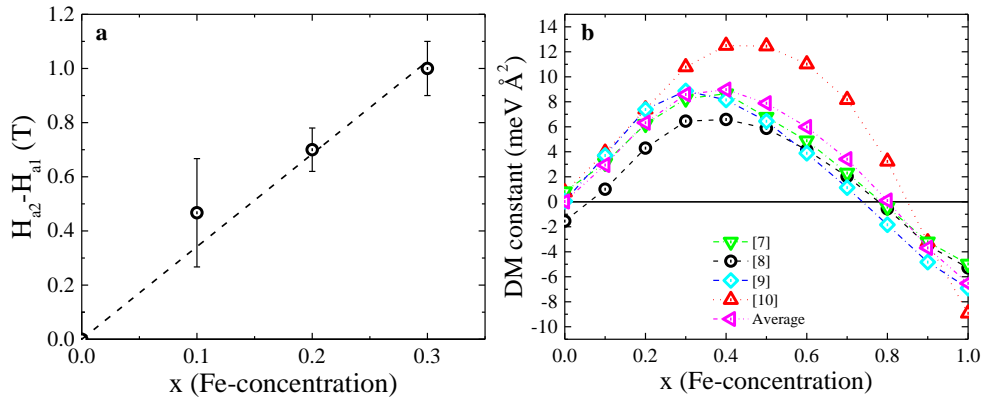 a
H_a2-H_a1 (T)
1.2
1.0
0.8
0.6
0.4
0.2
0.0
0.0 0.1 0.2 0.3
x (Fe-concentration)
b
DM constant (meV Å²)
14
12
10
8
6
4
2
0
-2
-4
-6
-8
-10
[7]
[8]
[9]
[10]
Average
0.0 0.2 0.4 0.6 0.8 1.0
x (Fe-concentration)